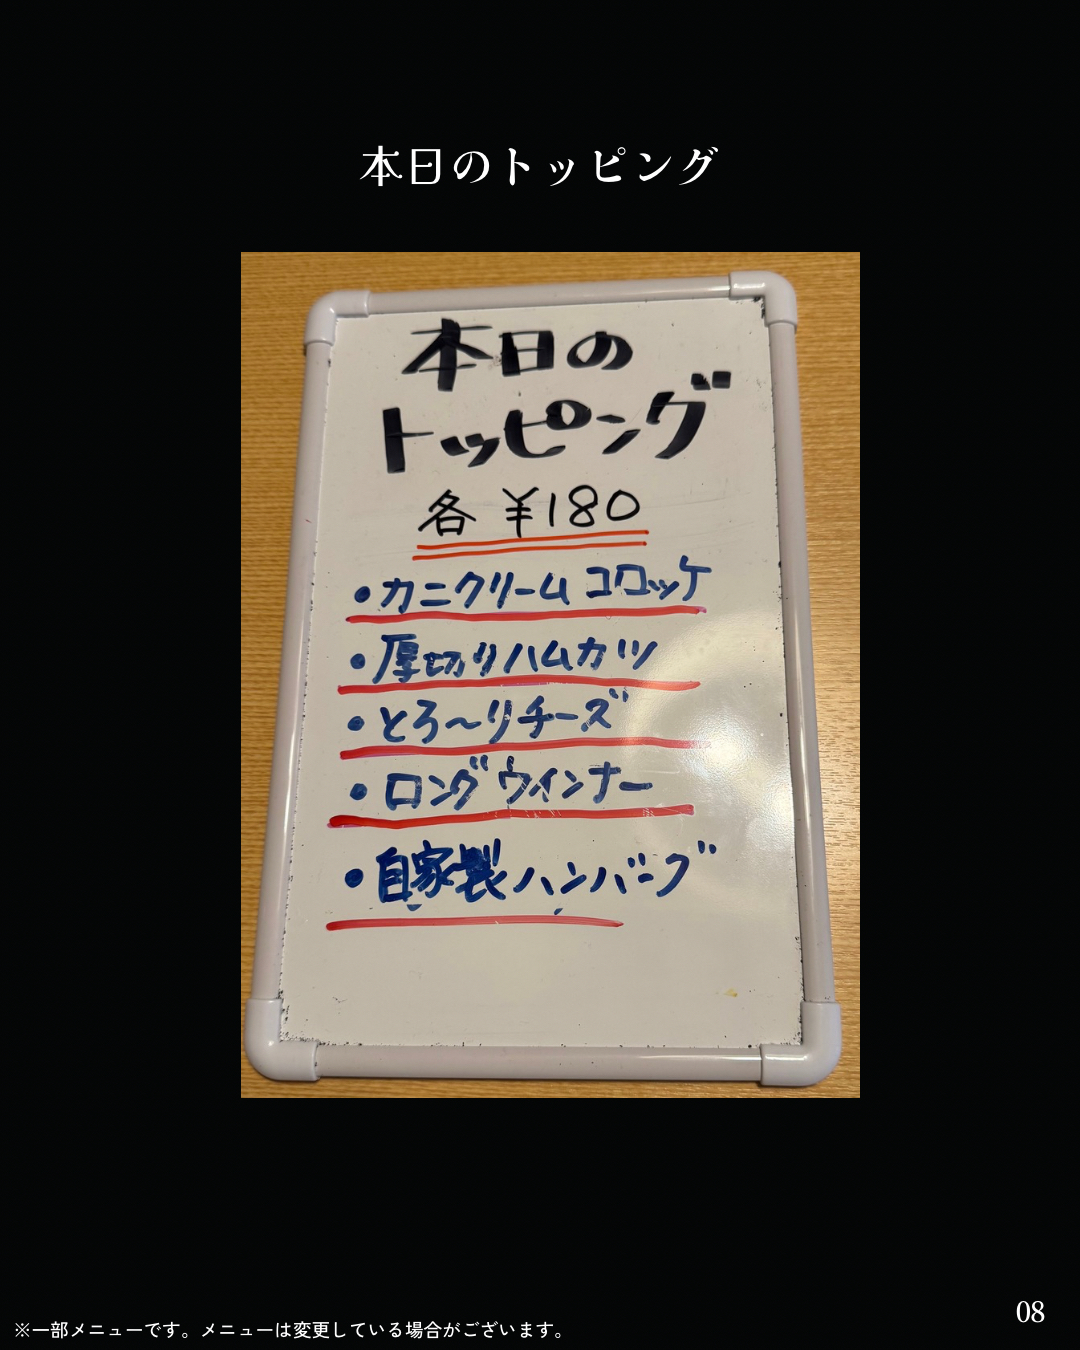 本日のトッピング
本日の
トッピング
各 ¥180
・カニクリーム コロッケ
・厚切りハムカツ
・とろ〜りチーズ
・ロングウインナー
・自家製ハンバーグ
08
※一部メニューです。メニューは変更している場合がございます。